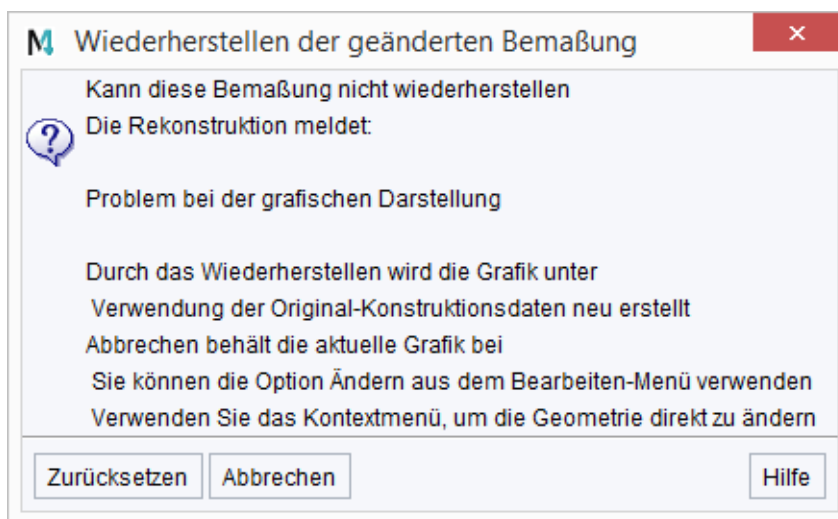 Wiederherstellen der geänderten Bemaßung
Kann diese Bemaßung nicht wiederherstellen
Die Rekonstruktion meldet:
Problem bei der grafischen Darstellung
Durch das Wiederherstellen wird die Grafik unter
Verwendung der Original-Konstruktionsdaten neu erstellt
Abbrechen behält die aktuelle Grafik bei
Sie können die Option Ändern aus dem Bearbeiten-Menü verwenden
Verwenden Sie das Kontextmenü, um die Geometrie direkt zu ändern
Zurücksetzen Abbrechen Hilfe